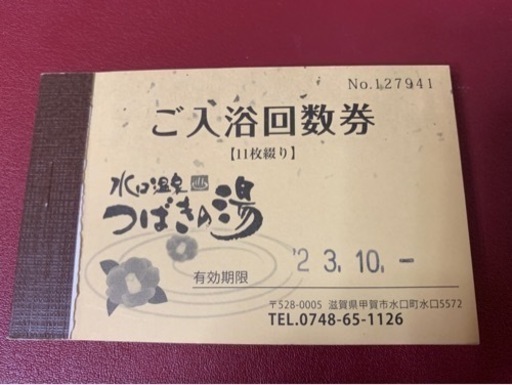 No.127941
ご入浴回数券
【11枚綴り】
水口温泉
つばきの湯
有効期限 '2 3. 10. -
〒528-0005 滋賀県甲賀市水口町水口5572
TEL.0748-65-1126